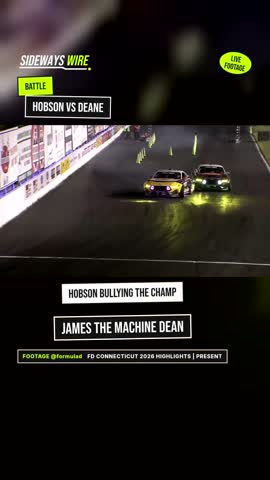 SIDEWAYS WIRE.
LIVE
FOOTAGE
BATTLE
HOBSON VS DEANE
HOBSON BULLYING THE CHAMP
JAMES THE MACHINE DEAN
FOOTAGE @formulad FD CONNECTICUT 2026 HIGHLIGHTS | PRESENT